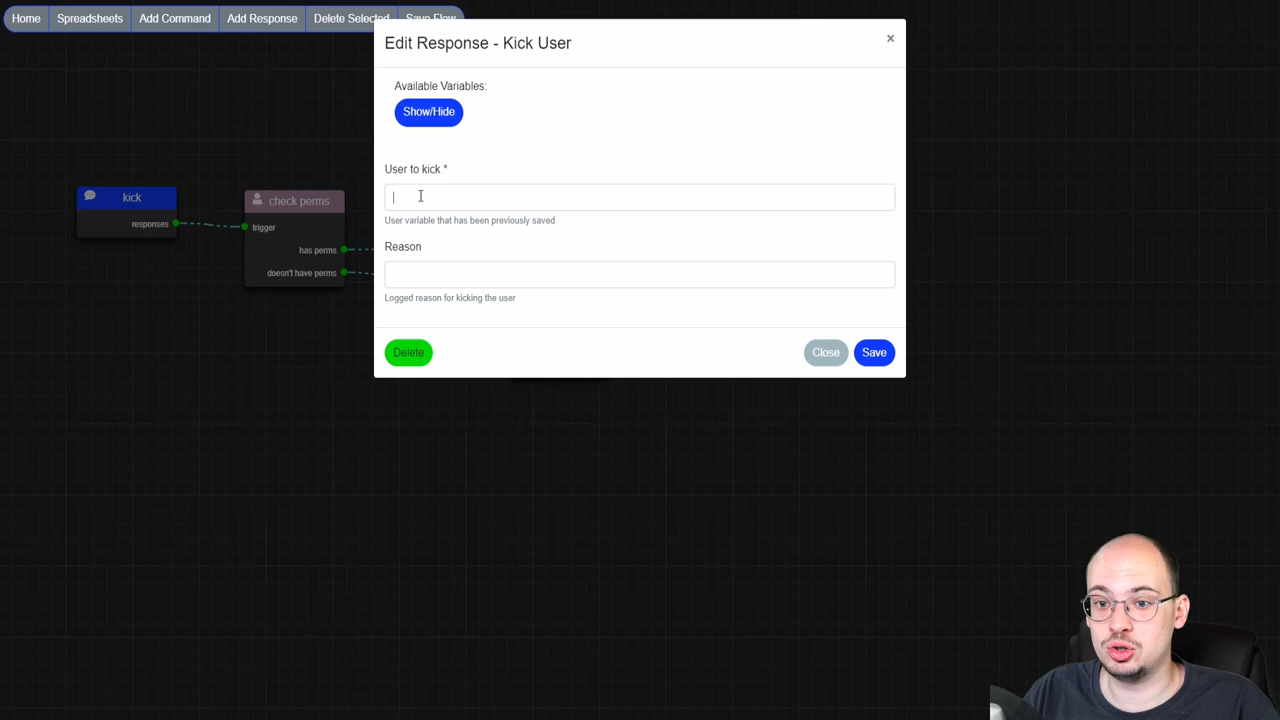 Home Spreadsheets Add Command Add Response Delete Selected Save Flow
Edit Response - Kick User
×
Available Variables:
Show/Hide
User to kick *
User variable that has been previously saved
Reason
Logged reason for kicking the user
Delete Close Save
kick
responses
check perms
trigger
has perms
doesn't have perms